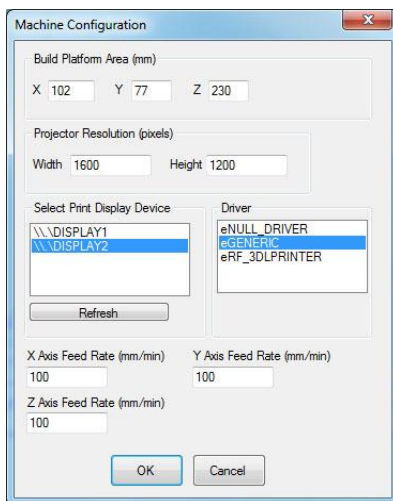 Machine Configuration
Build Platform Area (mm)
X 102 Y 77 Z 230
Projector Resolution (pixels)
Width 1600 Height 1200
Select Print Display Device
\\.\DISPLAY1
\\.\DISPLAY2
Refresh
Driver
eNULL_DRIVER
eGENERIC
eRF_3DLPRINTER
X Axis Feed Rate (mm/min) Y Axis Feed Rate (mm/min)
100 100
Z Axis Feed Rate (mm/min)
100
OK Cancel